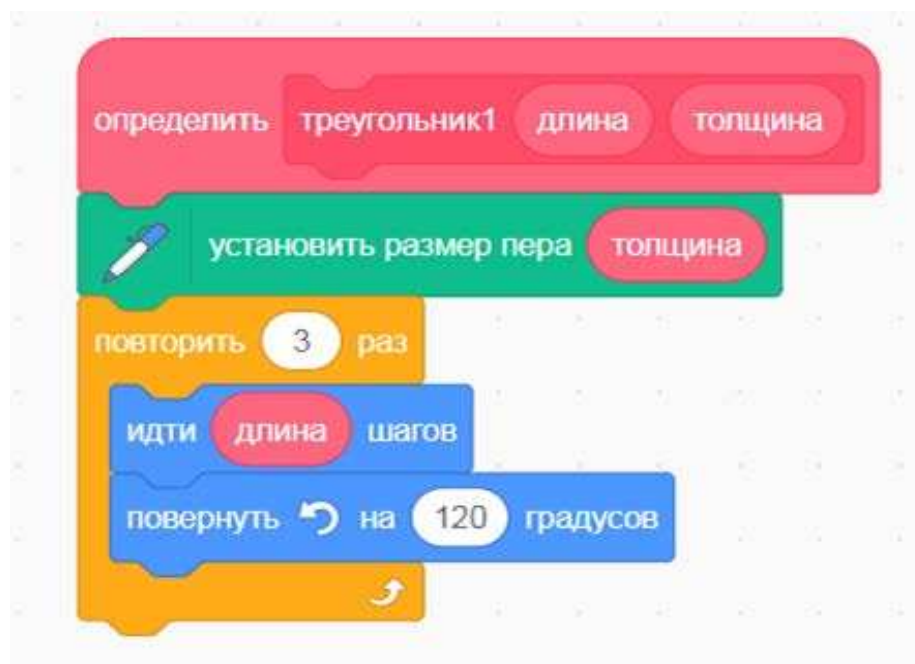 определить треугольник1 длина толщина
установить размер пера толщина
повторить 3 раз
идти длина шагов
повернуть на 120 градусов